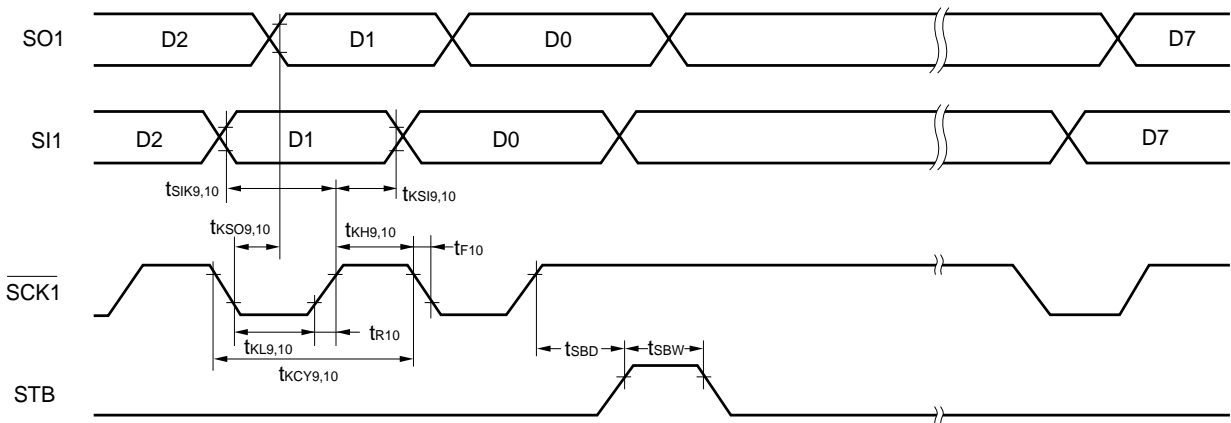 SO1 D2 D1 D0 D7
SI1 D2 D1 D0 D7
tSIK9,10 tKSI9,10
tKSO9,10 tKH9,10 tF10
SCK1
tKL9,10 tR10 tSBD tSBW
tKCY9,10
STB